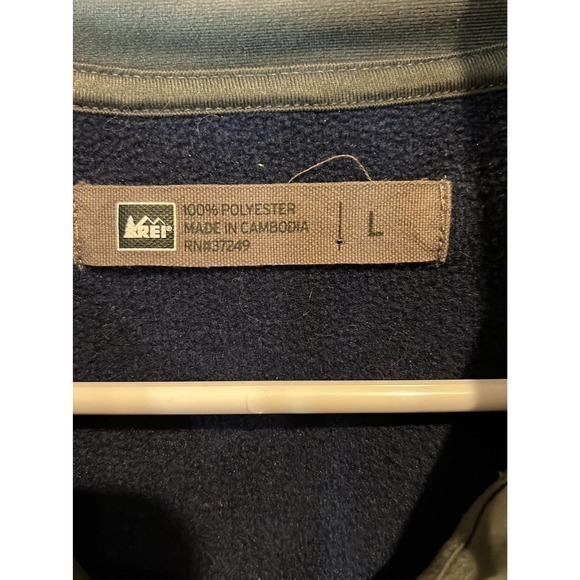 REI
100% POLYESTER
MADE IN CAMBODIA
RN#37249
L